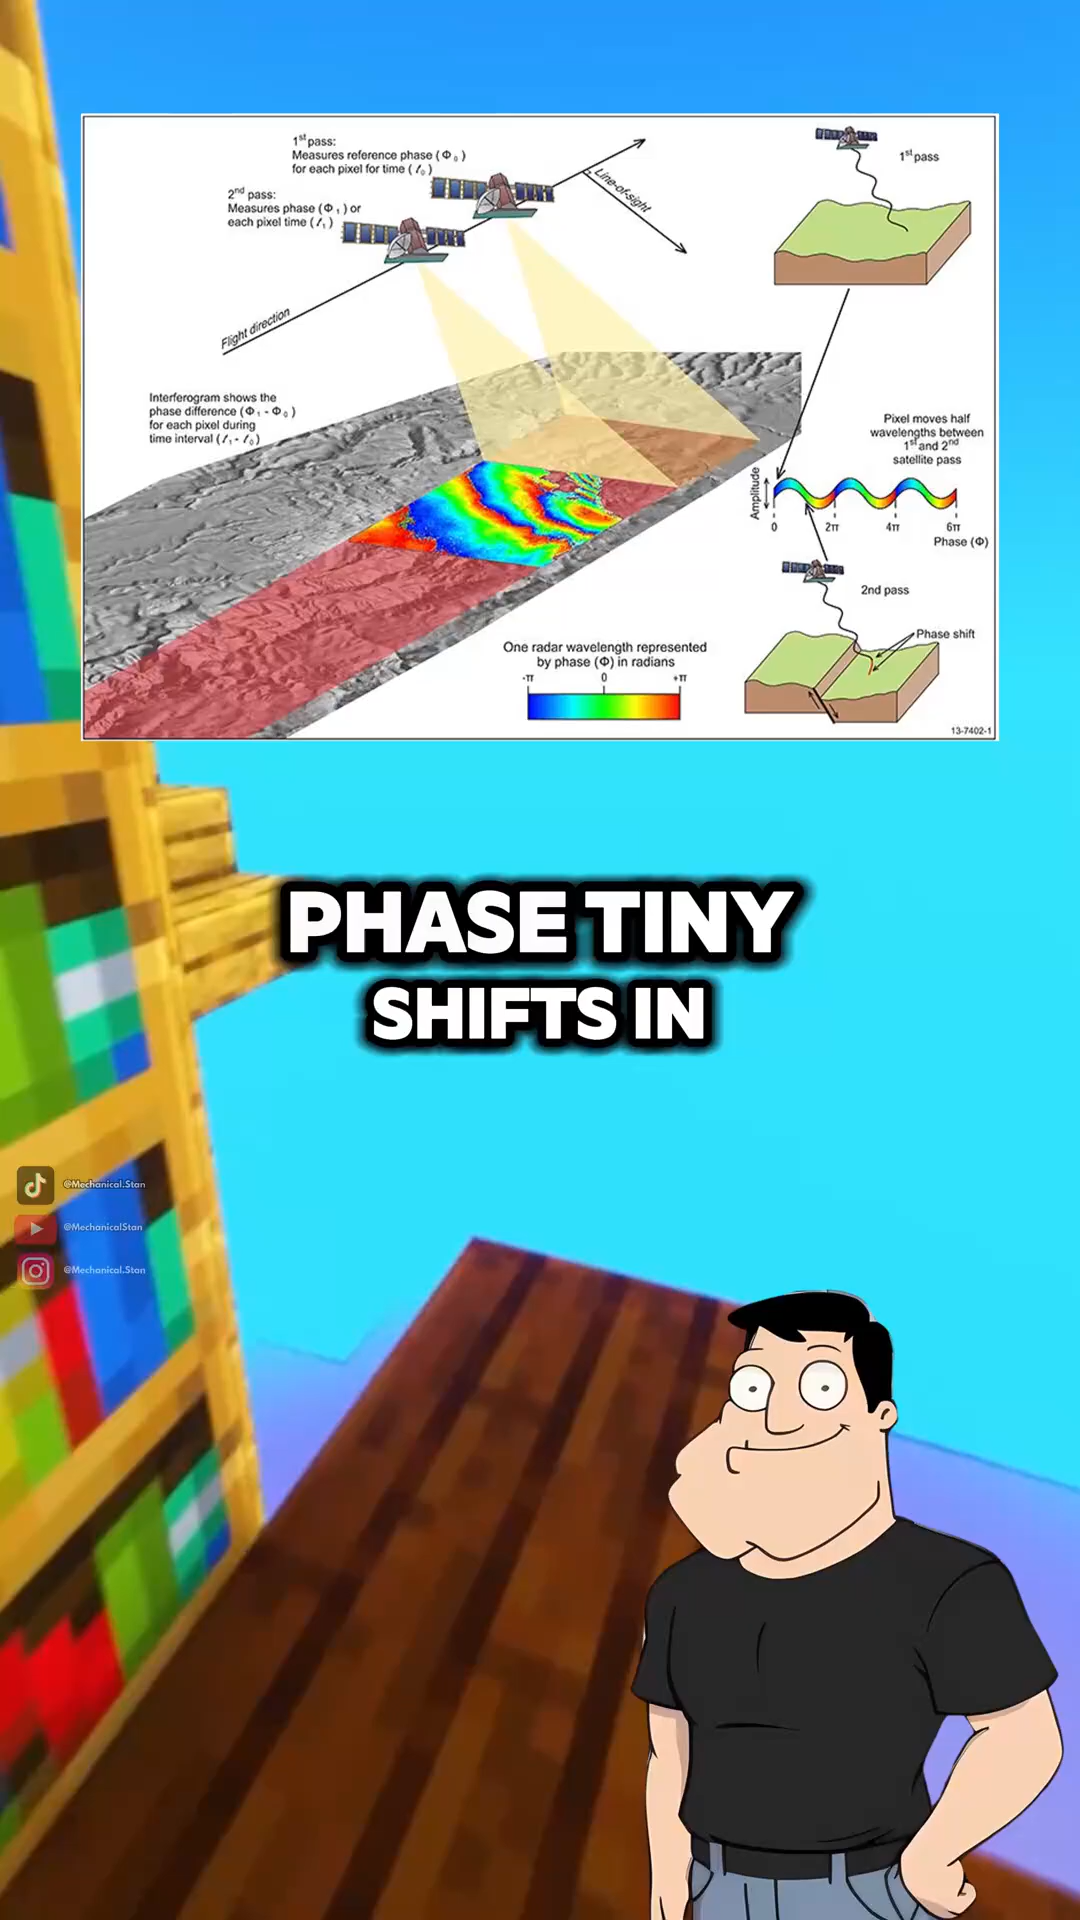 1st pass:
Measures reference phase (Φ0)
for each pixel for time (t0)
2nd pass:
Measures phase (Φ1) or
each pixel time (t1)
Line-of-sight
Flight direction
1st pass
Interferogram shows the
phase difference (Φ1 - Φ0)
for each pixel during
time interval (t1 - t0)
Pixel moves half
wavelengths between
1st and 2nd
satellite pass
Amplitude
0 2π 4π 6π
Phase (Φ)
2nd pass
Phase shift
One radar wavelength represented
by phase (Φ) in radians
-π 0 +π
13-7402-1
PHASE TINY
SHIFTS IN
@Mechanical.Stan
@MechanicalStan
@Mechanical.Stan